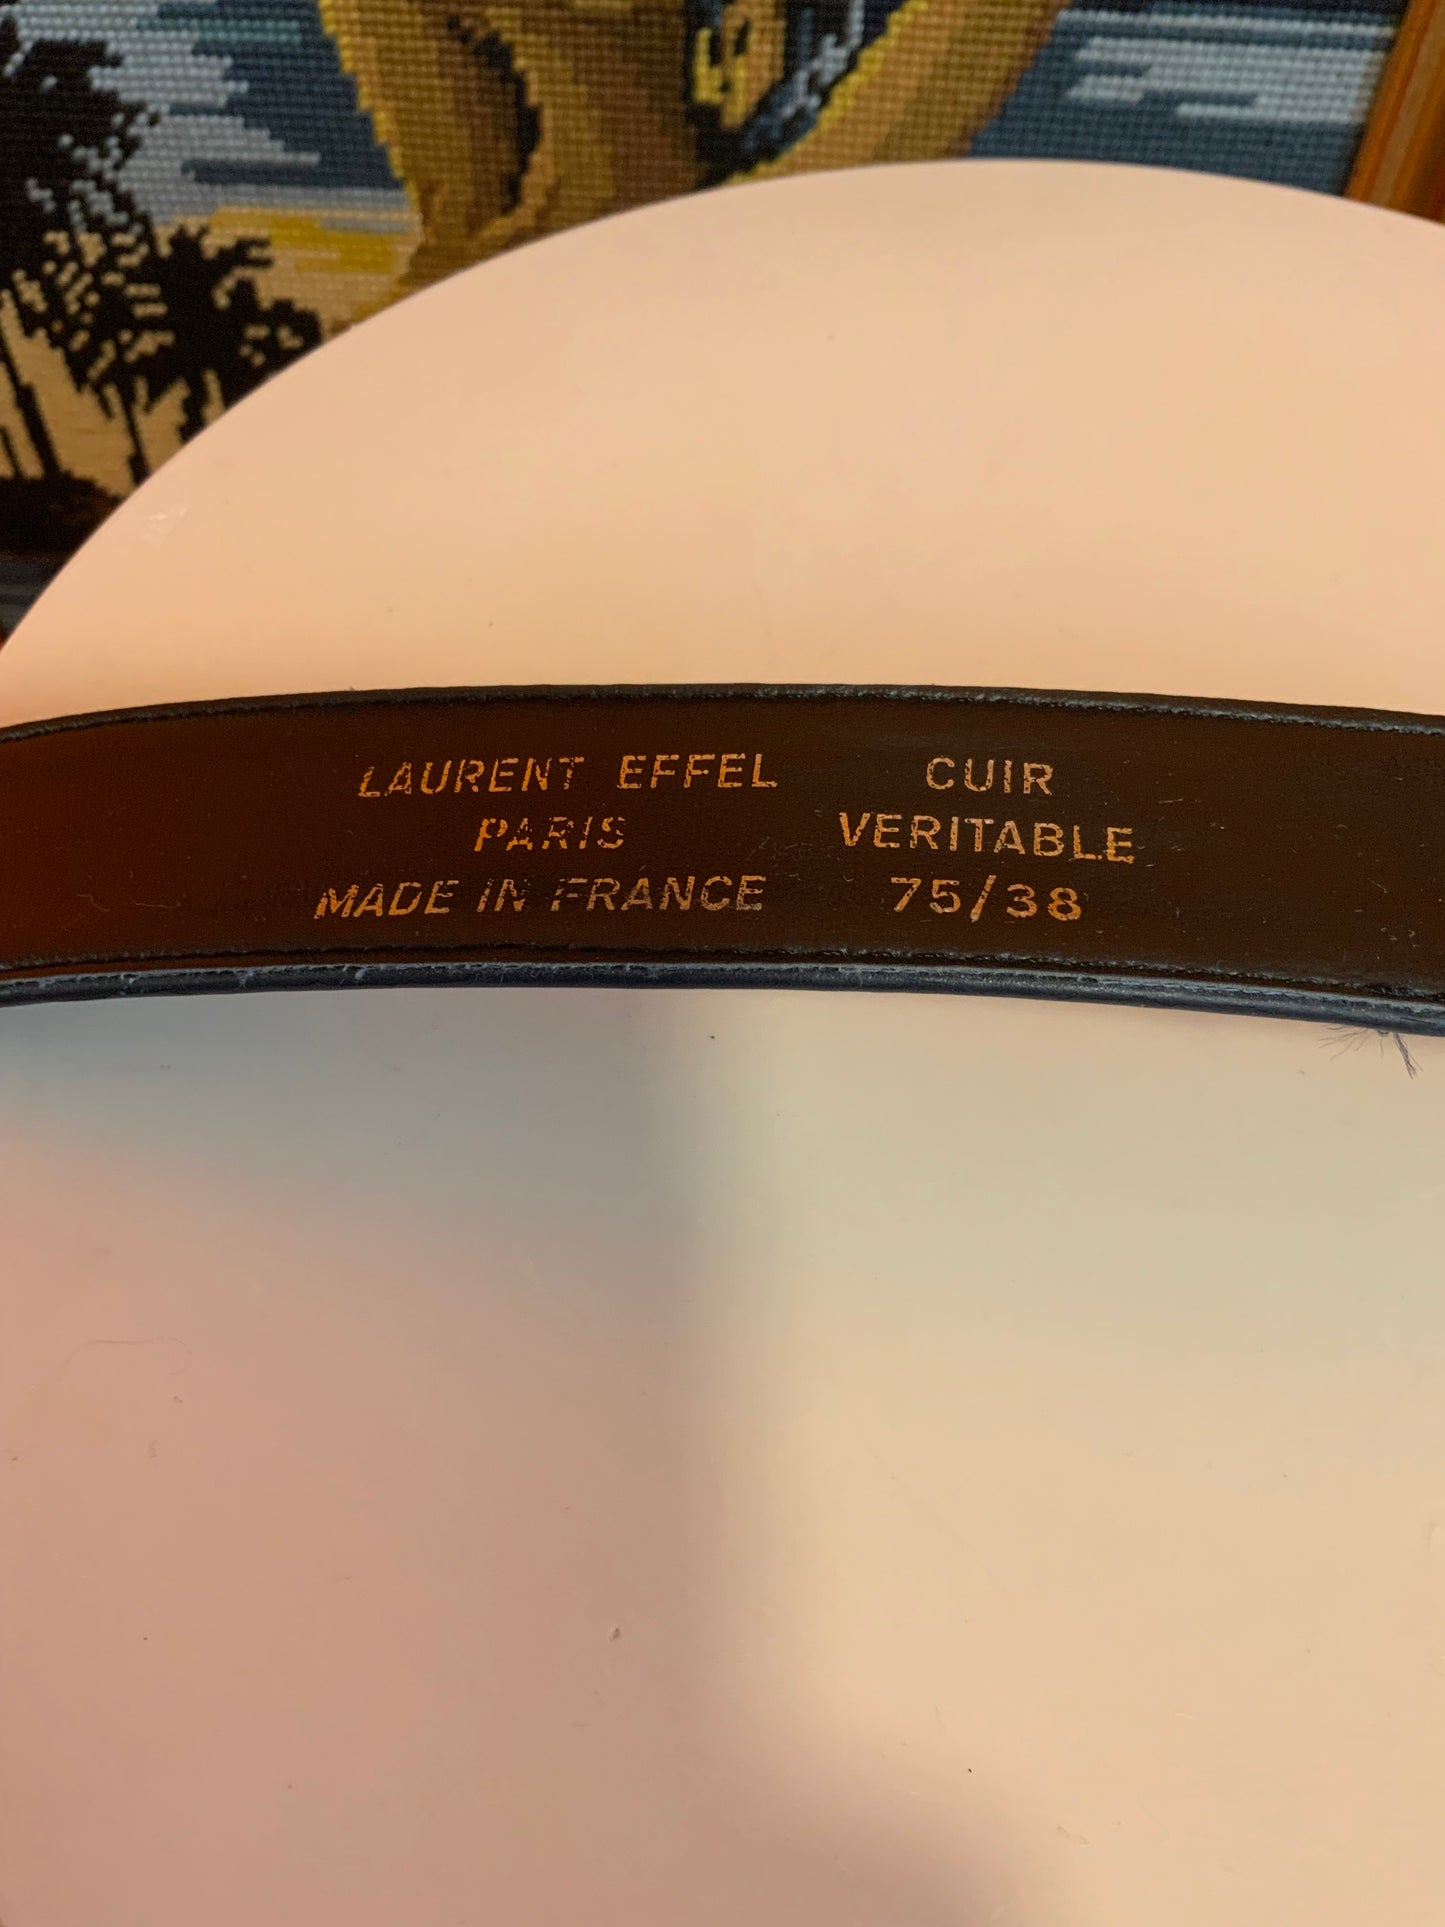 LAURENT EFFEL
PARIS
MADE IN FRANCE
CUIR
VERITABLE
75/38